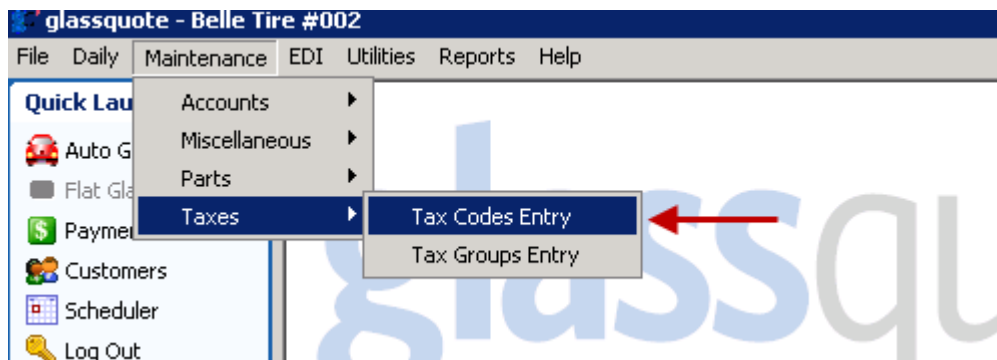 glassquote - Belle Tire #002
File Daily Maintenance EDI Utilities Reports Help
Quick Lau
Accounts
Auto G
Miscellaneous
Flat Gla
Parts
Taxes
Tax Codes Entry
Payme
Tax Groups Entry
Customers
Scheduler
Log Out
glassqu